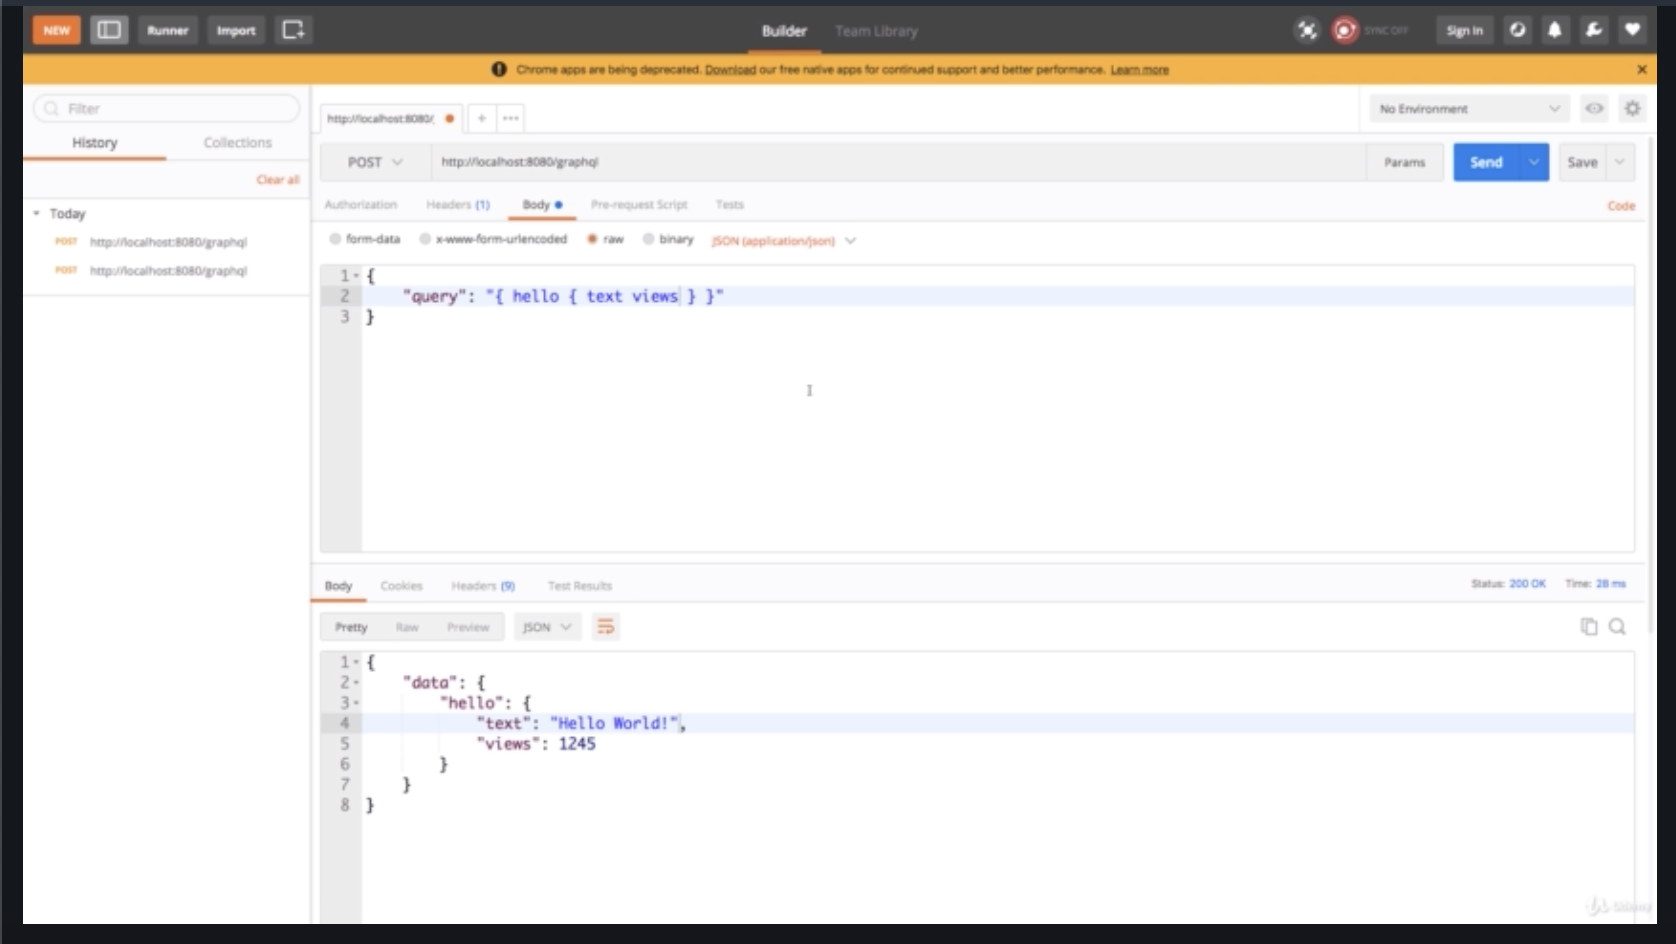 NEW Runner Import Builder Team Library SYNC OFF Sign In
Chrome apps are being deprecated. Download our free native apps for continued support and better performance. Learn more
Filter
History Collections
Clear all
Today
POST http://localhost:8080/graphql
POST http://localhost:8080/graphql
http://localhost:8080/ + ••• No Environment
POST http://localhost:8080/graphql Params Send Save
Authorization Headers (1) Body Pre-request Script Tests Code
form-data x-www-form-urlencoded raw binary JSON (application/json)
1 {
2 "query": "{ hello { text views } }"
3 }
Body Cookies Headers (9) Test Results Status: 200 OK Time: 28 ms
Pretty Raw Preview JSON
1 {
2 "data": {
3 "hello": {
4 "text": "Hello World!",
5 "views": 1245
6 }
7 }
8 }
Udemy